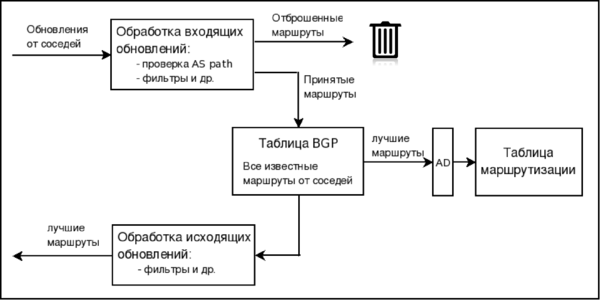 Обновления
от соседей
Обработка входящих
обновлений:
- проверка AS path
- фильтры и др.
Отброшенные
маршруты
Принятые
маршруты
Таблица BGP
Все известные
маршруты от соседей
лучшие
маршруты
AD
Таблица
маршрутизации
лучшие
маршруты
Обработка исходящих
обновлений:
- фильтры и др.